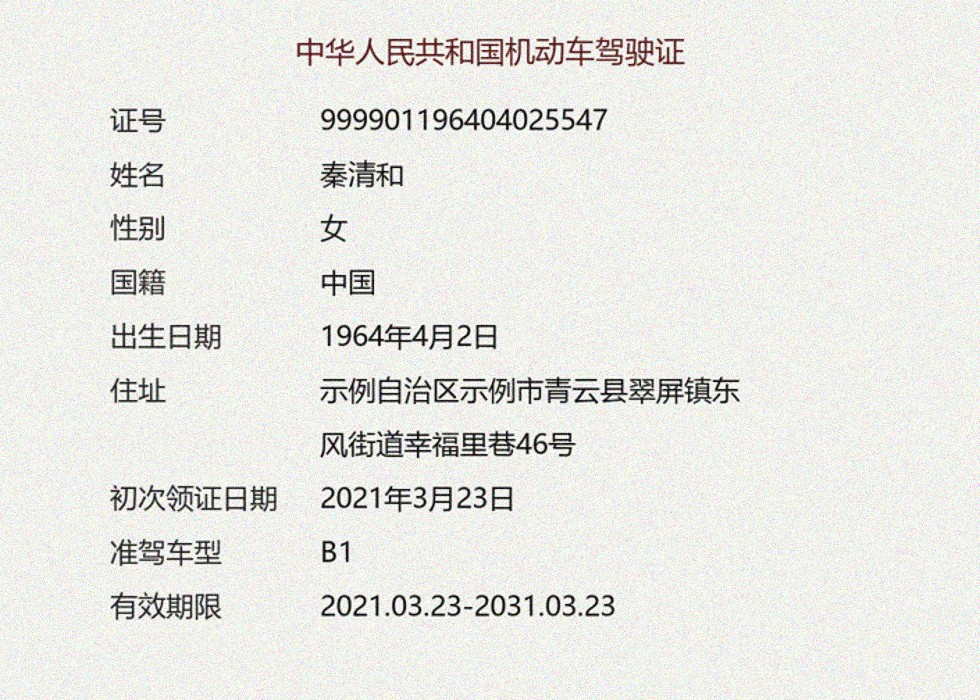 中华人民共和国机动车驾驶证
证号 999901196404025547
姓名 秦清和
性别 女
国籍 中国
出生日期 1964年4月2日
住址 示例自治区示例市青云县翠屏镇东
风街道幸福里巷46号
初次领证日期 2021年3月23日
准驾车型 B1
有效期限 2021.03.23-2031.03.23